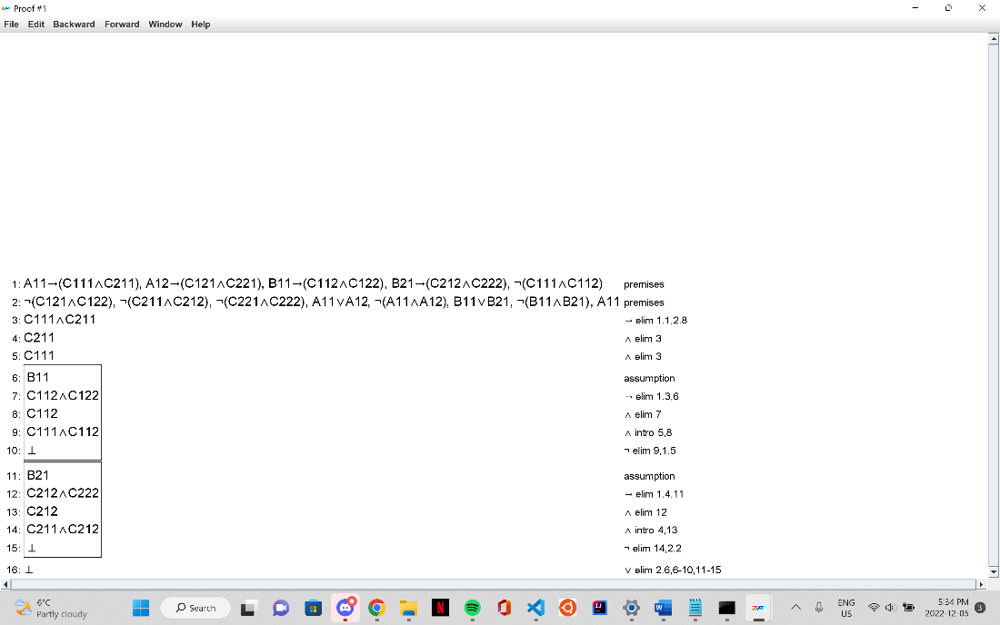 Proof #1
File Edit Backward Forward Window Help
1: A11→(C111∧C211), A12→(C121∧C221), B11→(C112∧C122), B21→(C212∧C222), ¬(C111∧C112) premises
2: ¬(C121∧C122), ¬(C211∧C212), ¬(C221∧C222), A11∨A12, ¬(A11∧A12), B11∨B21, ¬(B11∧B21), A11 premises
3: C111∧C211 → elim 1.1,2.8
4: C211 ∧ elim 3
5: C111 ∧ elim 3
6: B11 assumption
7: C112∧C122 → elim 1.3,6
8: C112 ∧ elim 7
9: C111∧C112 ∧ intro 5,8
10: ⊥ ¬ elim 9,1.5
11: B21 assumption
12: C212∧C222 → elim 1.4,11
13: C212 ∧ elim 12
14: C211∧C212 ∧ intro 4,13
15: ⊥ ¬ elim 14,2.2
16: ⊥ ∨ elim 2.6,6-10,11-15
6°C
Partly cloudy
Search
ENG
US
5:34 PM
2022-12-05
3